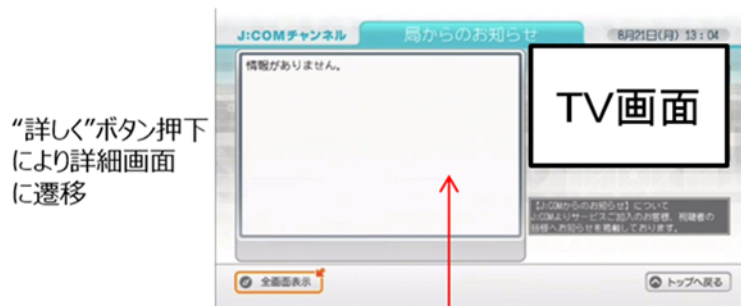 J:COMチャンネル
局からのお知らせ
8月21日(月) 13:04
情報がありません。
TV画面
“詳しく”ボタン押下
により詳細画面
に遷移
【J:COMからのお知らせ】について
J:COMよりサービスご加入のお客様、視聴者の
皆様へお知らせを掲載しております。
全画面表示
トップへ戻る